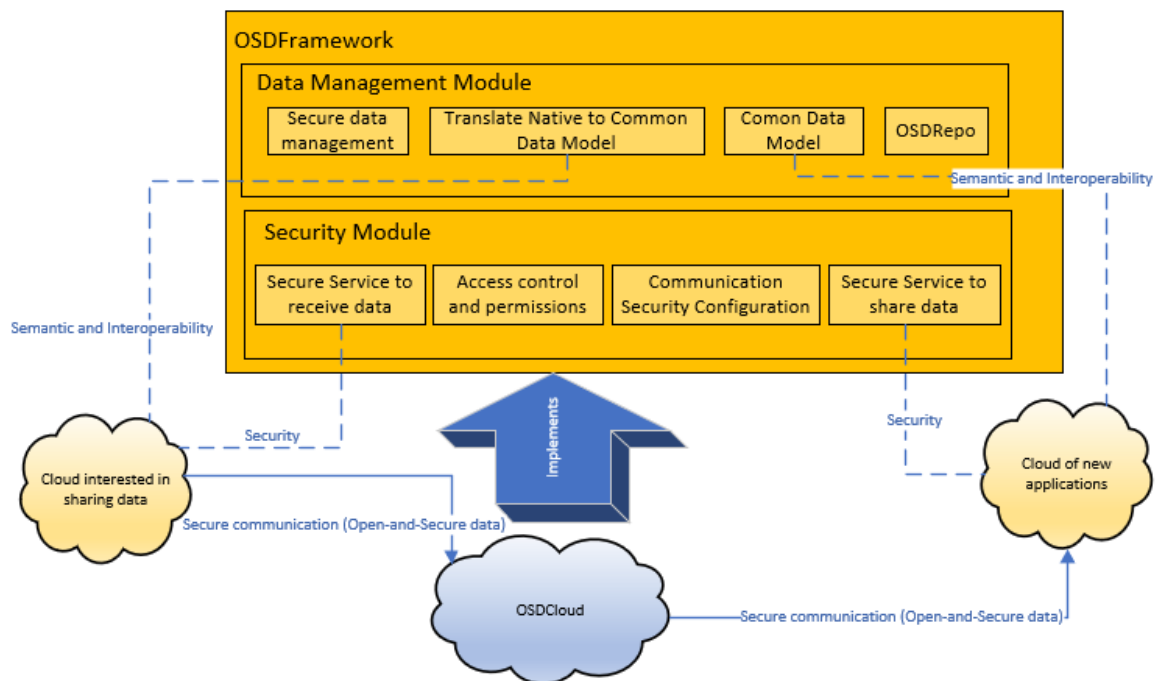 OSDFramework
Data Management Module
Secure data
management
Translate Native to Common
Data Model
Comon Data
Model
OSDRepo
Semantic and Interoperability
Security Module
Secure Service to
receive data
Access control
and permissions
Communication
Security Configuration
Secure Service to
share data
Semantic and Interoperability
Security
Implements
Security
Cloud interested in
sharing data
Cloud of new
applications
Secure communication (Open-and-Secure data)
OSDCloud
Secure communication (Open-and-Secure data)